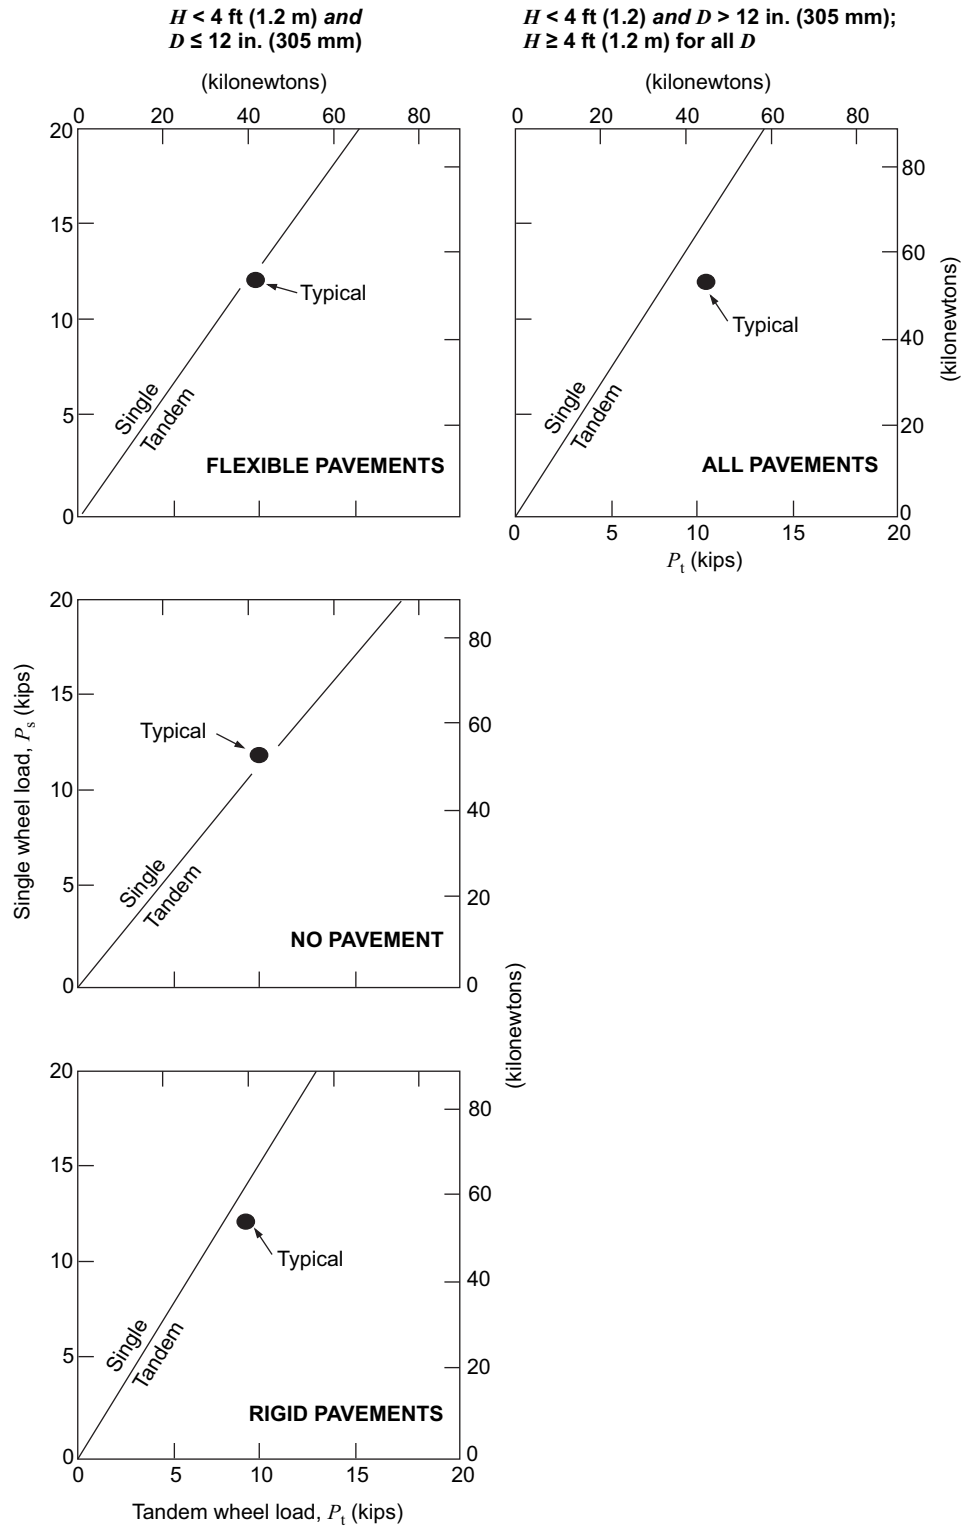 H < 4 ft (1.2 m) and
D ≤ 12 in. (305 mm)
H < 4 ft (1.2) and D > 12 in. (305 mm);
H ≥ 4 ft (1.2 m) for all D
(kilonewtons)
0 20 40 60 80
20
15
10
5
0
Typical
Single
Tandem
FLEXIBLE PAVEMENTS
(kilonewtons)
0 20 40 60 80
80
60
40
20
0
(kilonewtons)
Typical
Single
Tandem
ALL PAVEMENTS
0 5 10 15 20
Pt (kips)
Single wheel load, Ps (kips)
20
15
10
5
0
Typical
Single
Tandem
NO PAVEMENT
80
60
40
20
0
(kilonewtons)
20
15
10
5
0
Typical
Single
Tandem
RIGID PAVEMENTS
80
60
40
20
0
0 5 10 15 20
Tandem wheel load, Pt (kips)